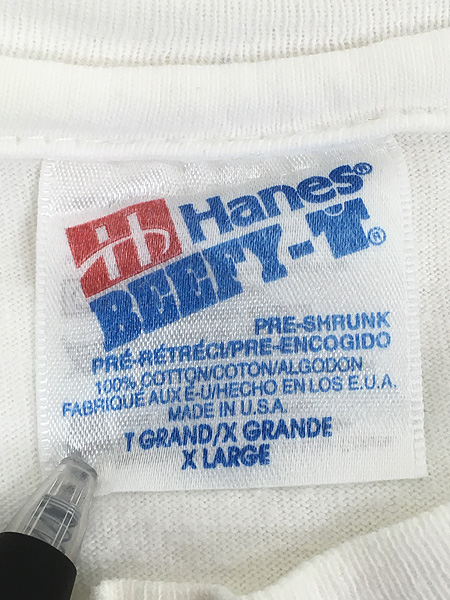 Hanes®
BEEFY-T®
PRE-SHRUNK
PRÉ-RÉTRÉCI/PRE-ENCOGIDO
100% COTTON/COTON/ALGODON
FABRIQUE AUX É-U/HECHO EN LOS E.U.A.
MADE IN U.S.A.
T GRAND/X GRANDE
X LARGE